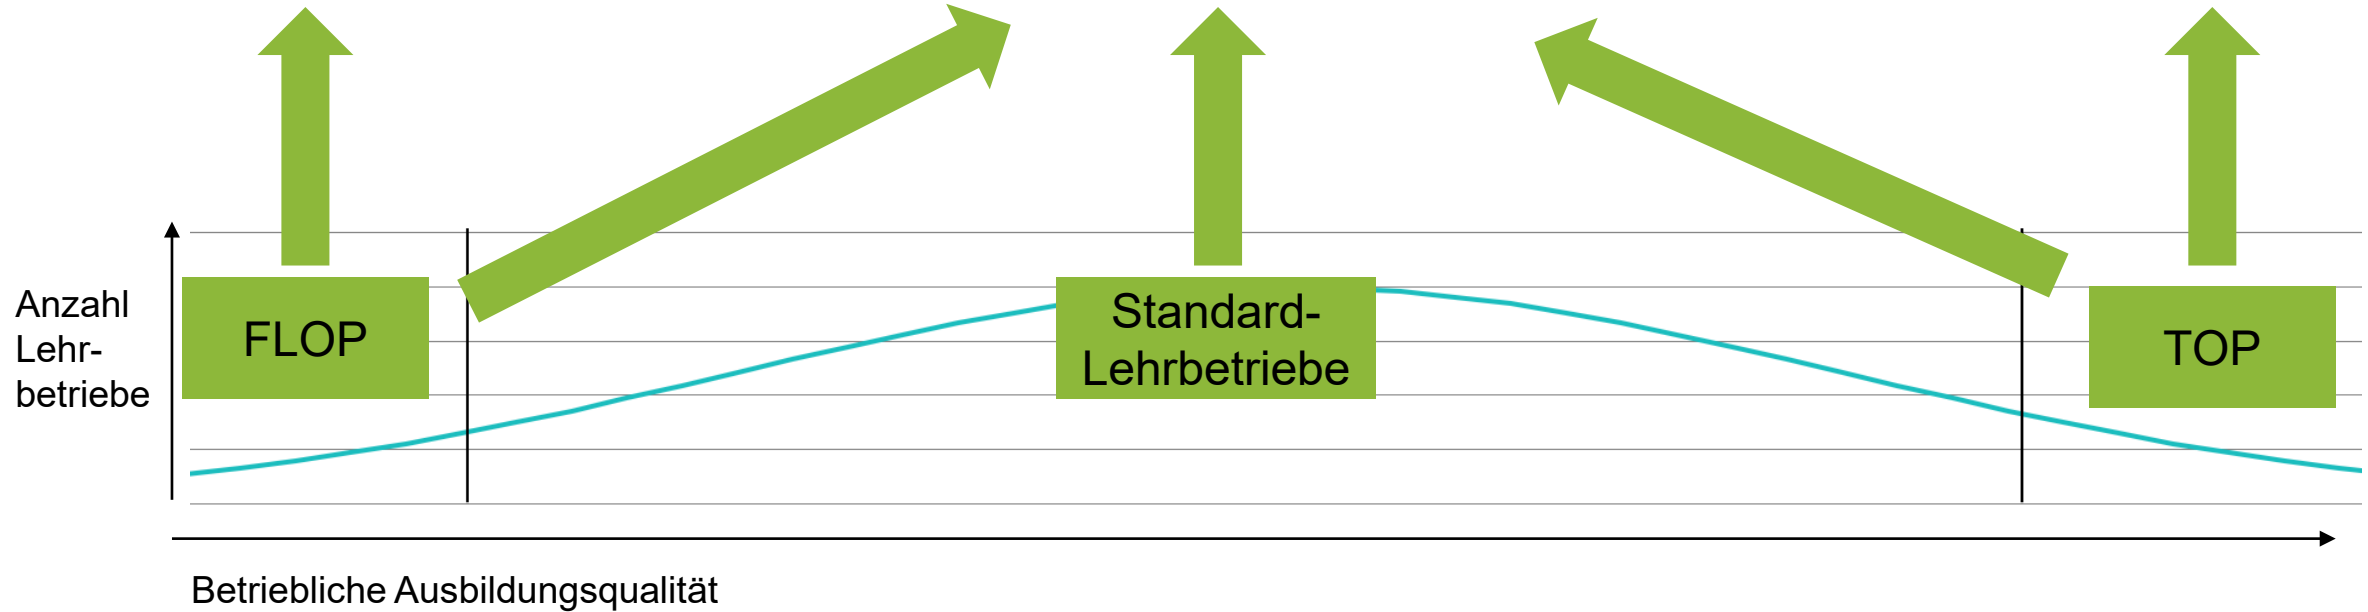 Anzahl
Lehr-
betriebe
FLOP
Standard-
Lehrbetriebe
TOP
Betriebliche Ausbildungsqualität